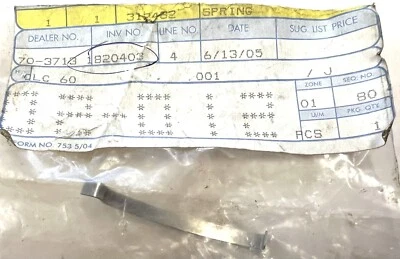 1 1 312452 SPRING
DEALER NO. INV NO. LINE NO. DATE SUG LIST PRICE
70-3713 1820403 4 6/13/05
CLC 60 001 / J
ZONE SEQ. NO.
01 80
U/M PKG. QTY.
PCS 1
FORM NO. 753 5/04